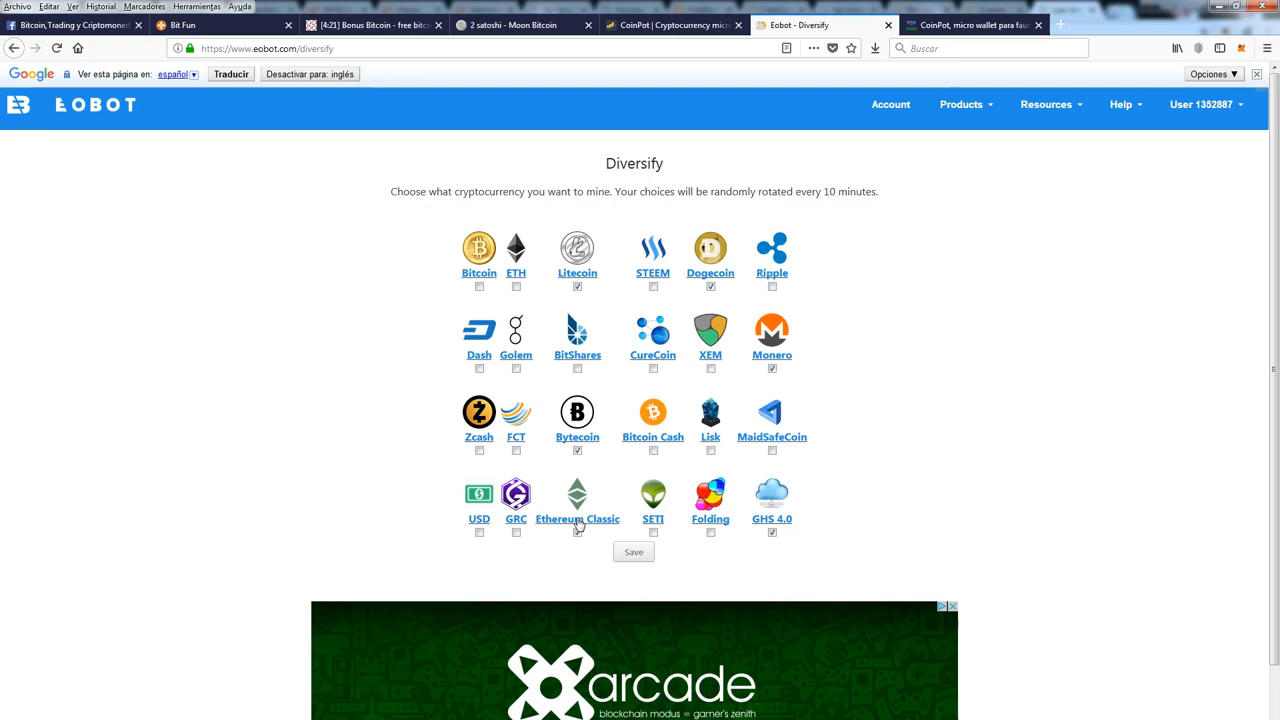 Archivo Editar Ver Historial Marcadores Herramientas Ayuda
Bitcoin,Trading y Criptomoned
Bit Fun
[4:21] Bonus Bitcoin - free bitco
2 satoshi - Moon Bitcoin
CoinPot | Cryptocurrency micr
Eobot - Diversify
CoinPot, micro wallet para fau
https://www.eobot.com/diversify
Buscar
Google Ver esta página en: español Traducir Desactivar para: inglés Opciones
EOBOT Account Products Resources Help User 1352887
Diversify
Choose what cryptocurrency you want to mine. Your choices will be randomly rotated every 10 minutes.
Bitcoin ETH Litecoin STEEM Dogecoin Ripple
Dash Golem BitShares CureCoin XEM Monero
Zcash FCT Bytecoin Bitcoin Cash Lisk MaidSafeCoin
USD GRC Ethereum Classic SETI Folding GHS 4.0
Save
arcade
blockchain modus = gamer's zenith